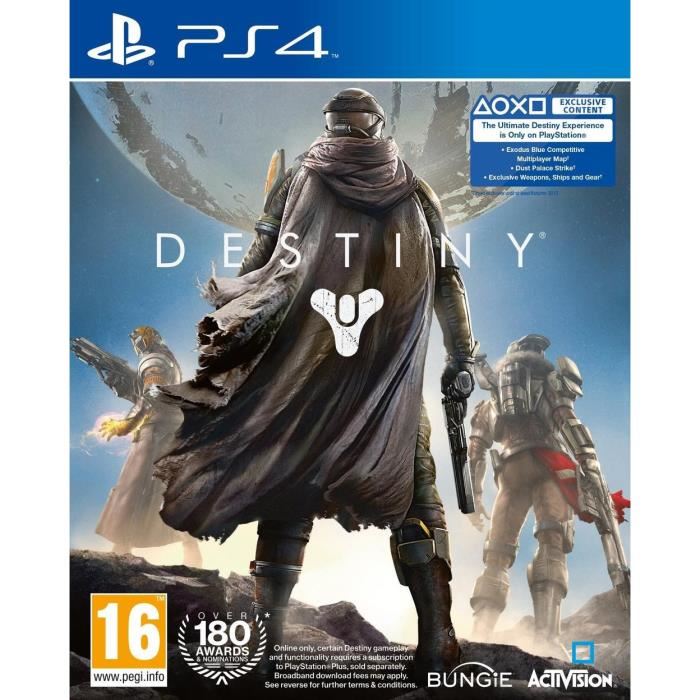 PS4™
△○×□ EXCLUSIVE CONTENT
The Ultimate Destiny Experience
is Only on PlayStation®
• Exodus Blue Competitive
Multiplayer Map†
• Dust Palace Strike†
• Exclusive Weapons, Ships and Gear†
DESTINY®
16™
www.pegi.info
OVER
180*
AWARDS
& NOMINATIONS
Online only, certain Destiny gameplay
and functionality requires a subscription
to PlayStation®Plus, sold separately.
Broadband download fees may apply.
See reverse for further terms & conditions.
BUNGiE
ACTIVISION